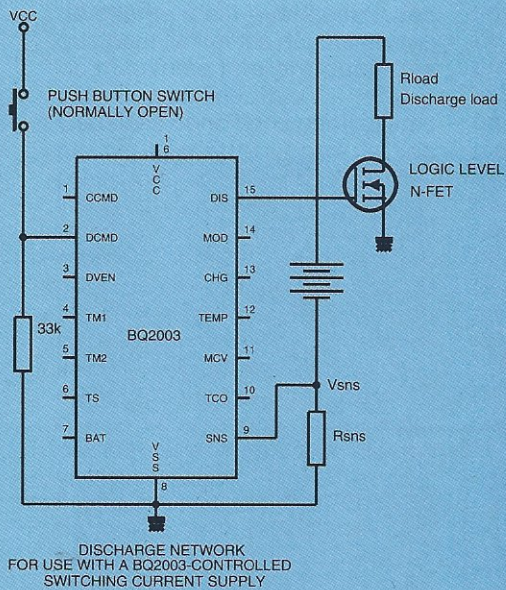 VCC
PUSH BUTTON SWITCH
(NORMALLY OPEN)
Rload
Discharge load
LOGIC LEVEL
N-FET
1
6
VCC
1
CCMD
DIS
15
2
DCMD
MOD
14
3
DVEN
CHG
13
4
TM1
TEMP
12
33k
BQ2003
5
TM2
MCV
11
6
TS
TCO
10
7
BAT
SNS
9
Vsns
Rsns
VSS
8
DISCHARGE NETWORK
FOR USE WITH A BQ2003-CONTROLLED
SWITCHING CURRENT SUPPLY